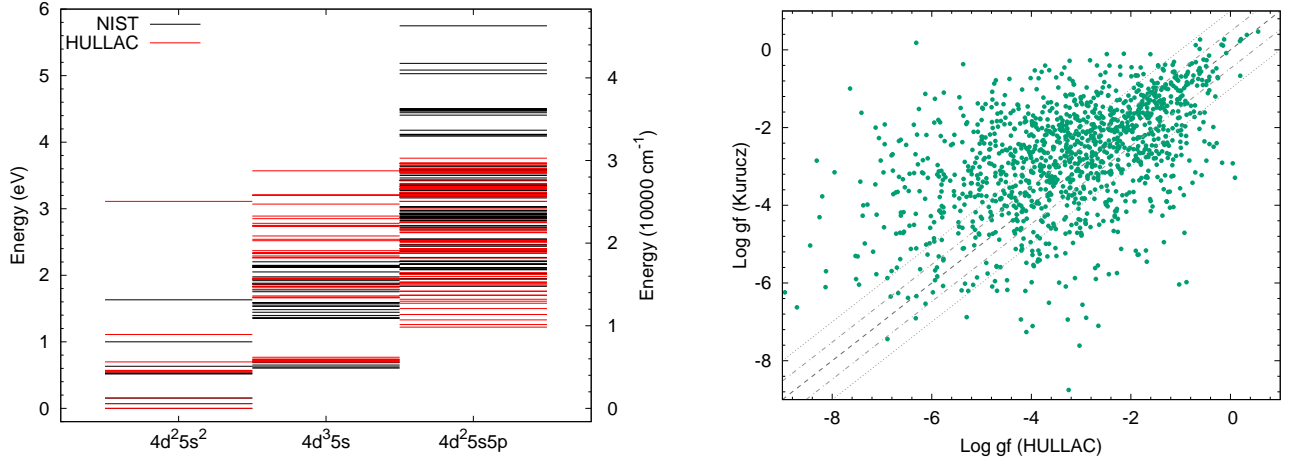 NIST
HULLAC
6
5
4
3
2
1
0
Energy (eV)
4
3
2
1
0
Energy (10000 cm⁻¹)
4d²5s² 4d³5s 4d²5s5p
0
-2
-4
-6
-8
Log gf (Kurucz)
-8 -6 -4 -2 0
Log gf (HULLAC)